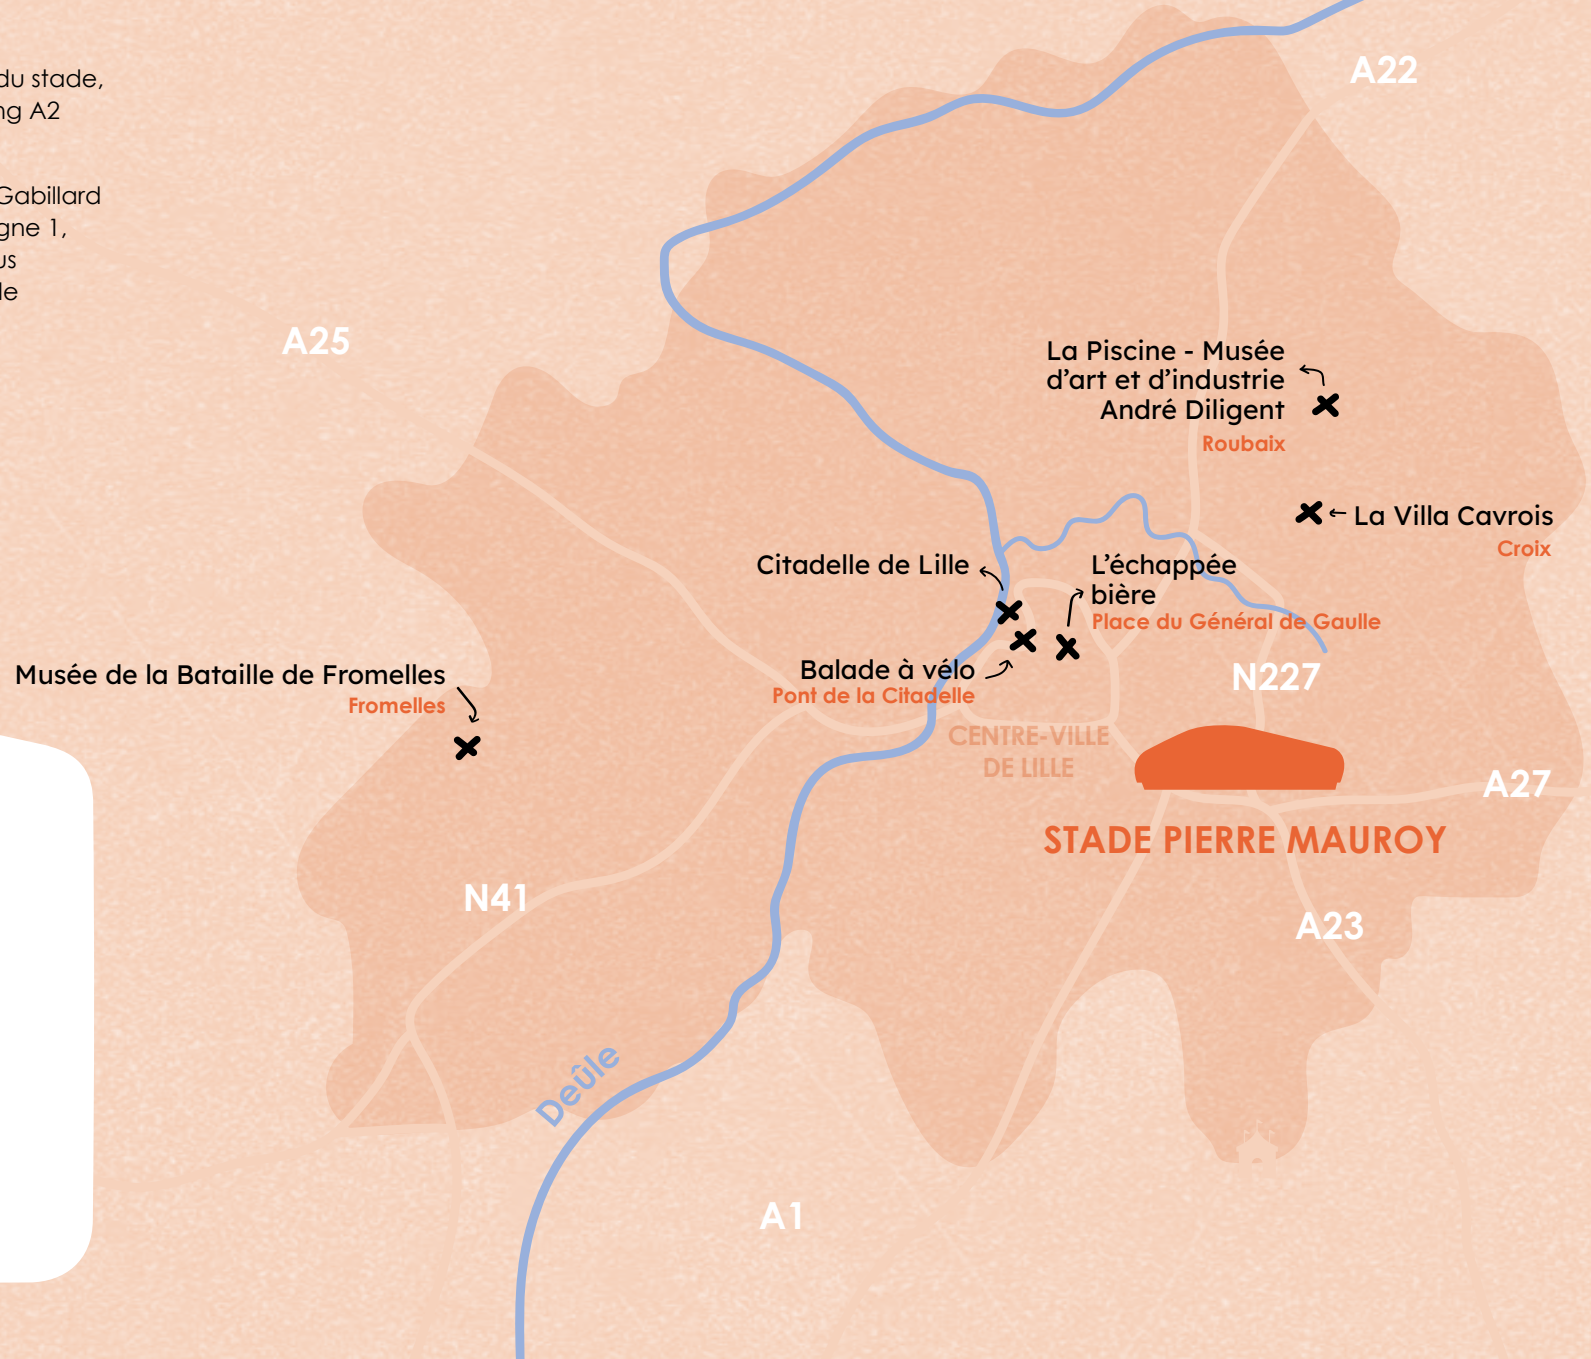 du stade,
ng A2
Gabillard
gne 1,
us
le
A22
A25
La Piscine - Musée
d’art et d’industrie
André Diligent
Roubaix
La Villa Cavrois
Croix
Citadelle de Lille
L’échappée
bière
Place du Général de Gaulle
Balade à vélo
Pont de la Citadelle
Musée de la Bataille de Fromelles
Fromelles
N227
CENTRE-VILLE
DE LILLE
A27
STADE PIERRE MAUROY
N41
A23
Deûle
A1